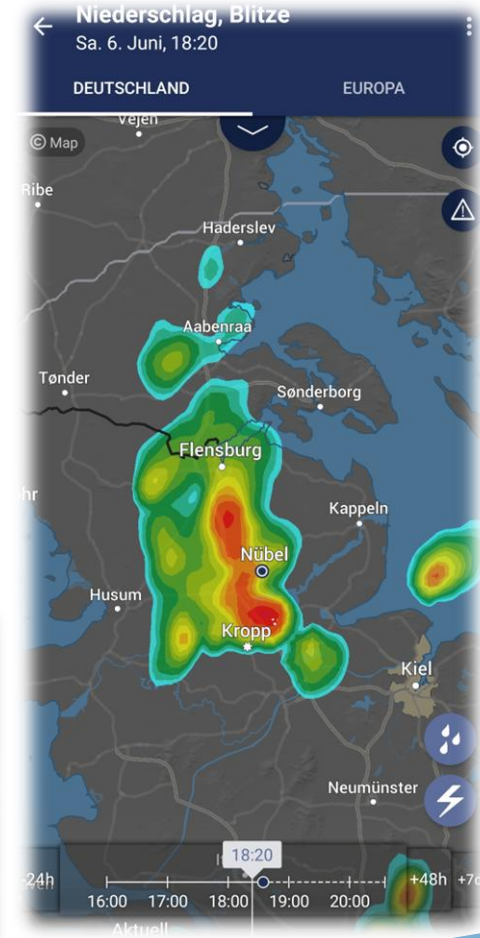 Niederschlag, Blitze
Sa. 6. Juni, 18:20
DEUTSCHLAND EUROPA
Vejen
© Map
Ribe
Haderslev
Aabenraa
Tønder
Sønderborg
Flensburg
Kappeln
Nübel
Husum
Kropp
Kiel
Neumünster
18:20
-24h
+48h
16:00 17:00 18:00 19:00 20:00
Aktuell